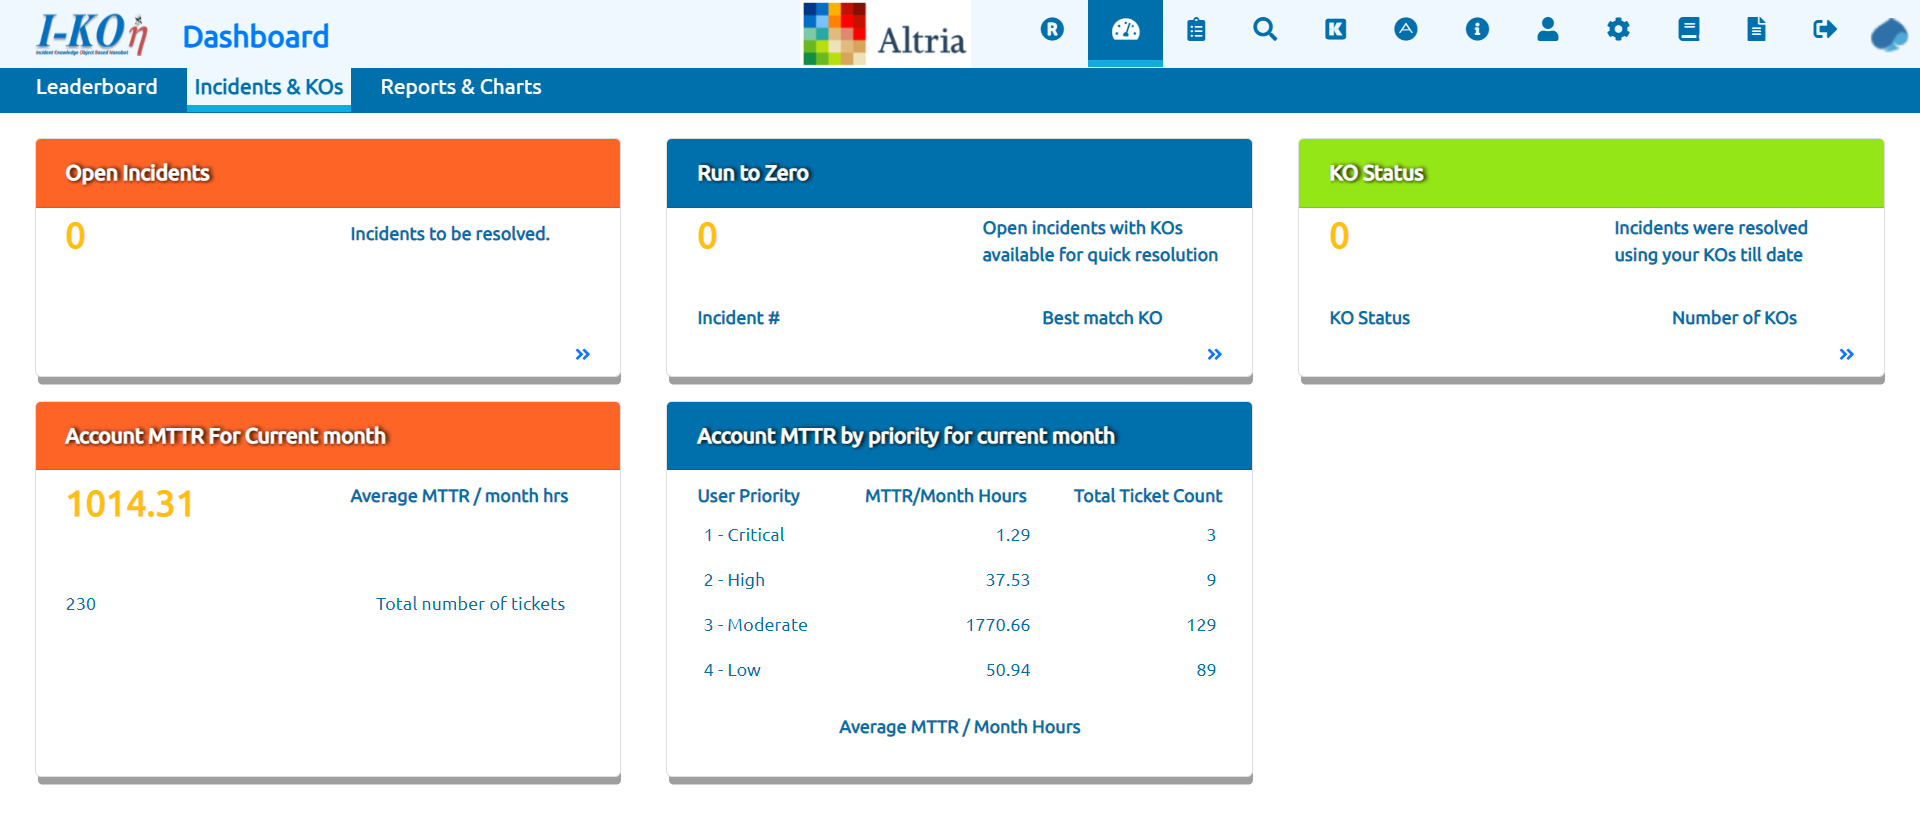 I-KOη
Incident Knowledge Object Based Nanobot
Dashboard
Altria
R
K
A
i
Leaderboard
Incidents & KOs
Reports & Charts
Open Incidents
0
Incidents to be resolved.
»
Run to Zero
0
Open incidents with KOs
available for quick resolution
Incident #
Best match KO
»
KO Status
0
Incidents were resolved
using your KOs till date
KO Status
Number of KOs
»
Account MTTR For Current month
1014.31
Average MTTR / month hrs
230
Total number of tickets
Account MTTR by priority for current month
User Priority MTTR/Month Hours Total Ticket Count
1 - Critical 1.29 3
2 - High 37.53 9
3 - Moderate 1770.66 129
4 - Low 50.94 89
Average MTTR / Month Hours